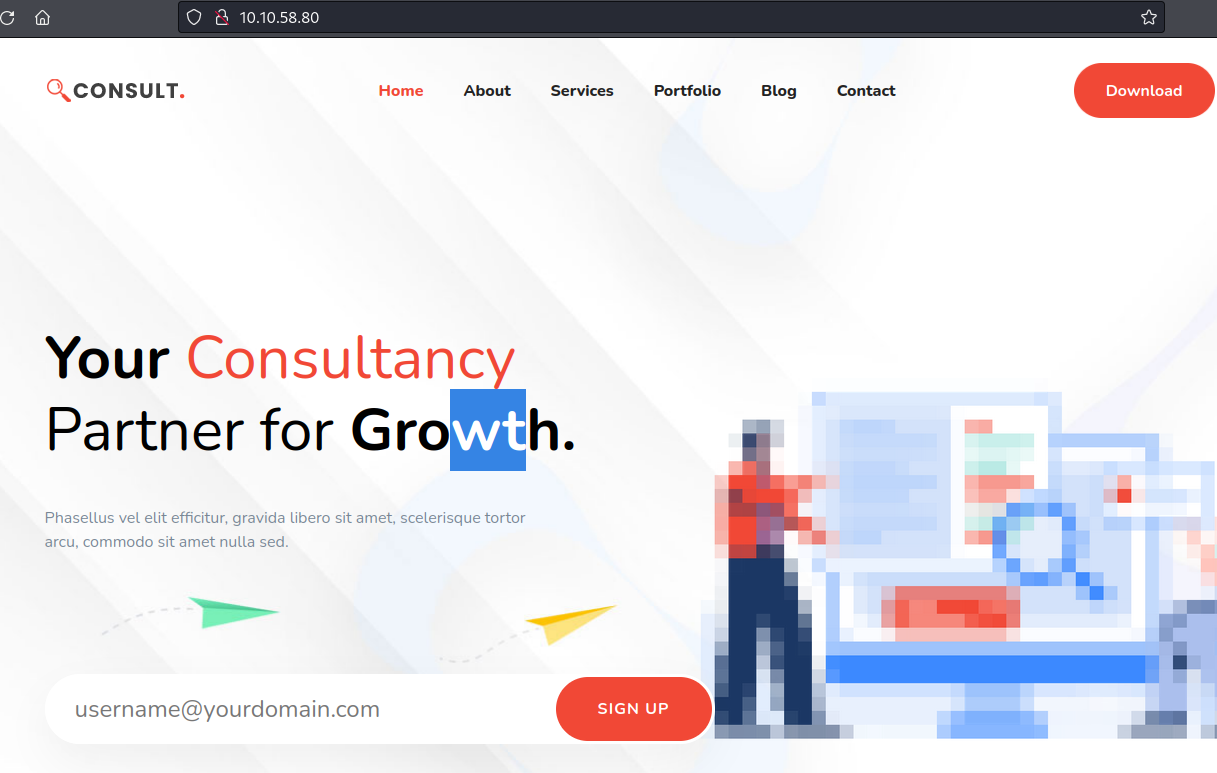 10.10.58.80
CONSULT.
Home About Services Portfolio Blog Contact
Download
Your Consultancy
Partner for Growth.
Phasellus vel elit efficitur, gravida libero sit amet, scelerisque tortor
arcu, commodo sit amet nulla sed.
username@yourdomain.com
SIGN UP